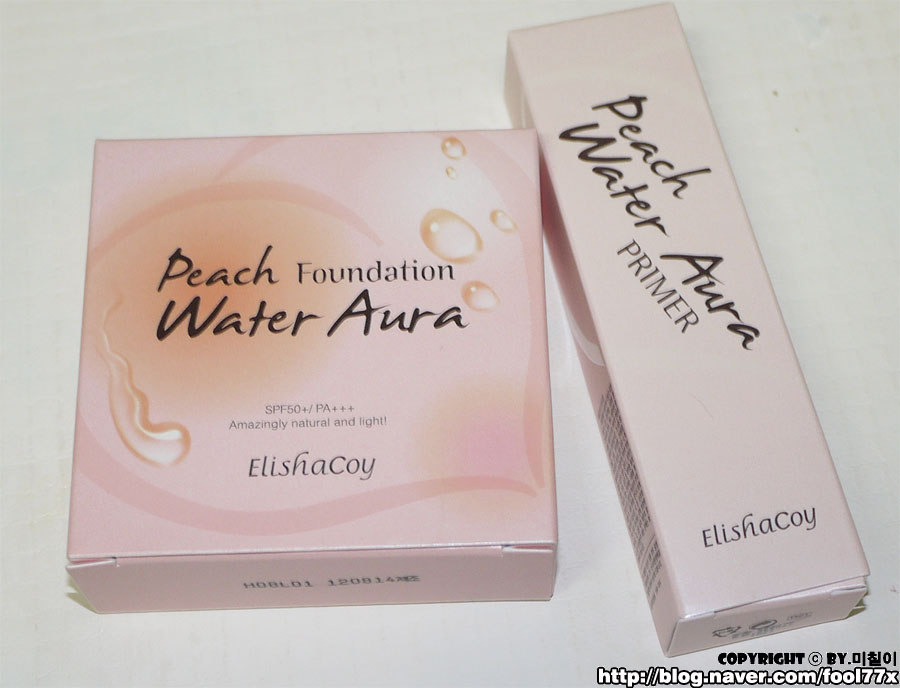 Peach Foundation
Water Aura
SPF50+/ PA+++
Amazingly natural and light!
ElishaCoy
M08L01 120814
Peach
Water Aura
PRIMER
ElishaCoy
COPYRIGHT ⓒ BY.미칠이
http://blog.naver.com/fool77x